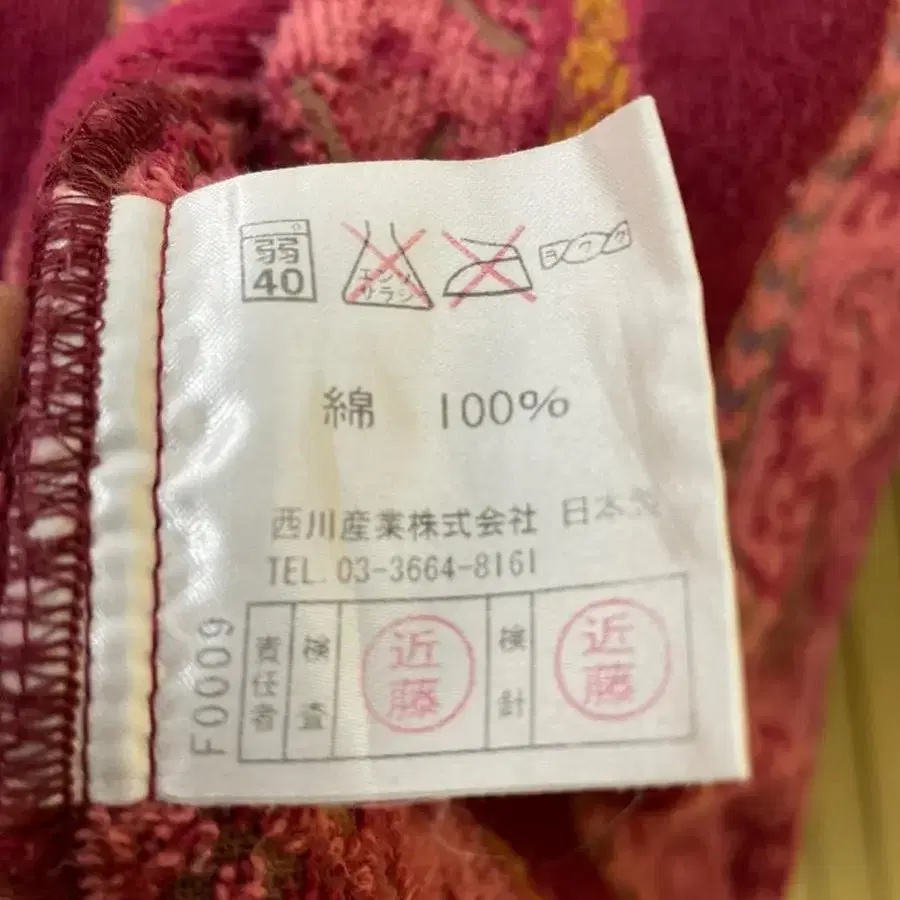 弱
40
エンソ
サラシ
ヨワク
綿 100%
西川産業株式会社 日本製
TEL. 03-3664-8161
F0009
責任者 検査 近藤 検針 近藤